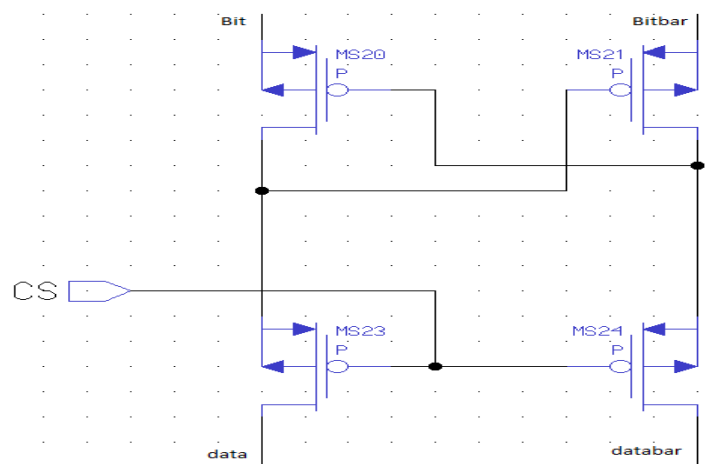 Bit
Bitbar
MS20
MS21
P
P
CS
MS23
MS24
P
P
data
databar